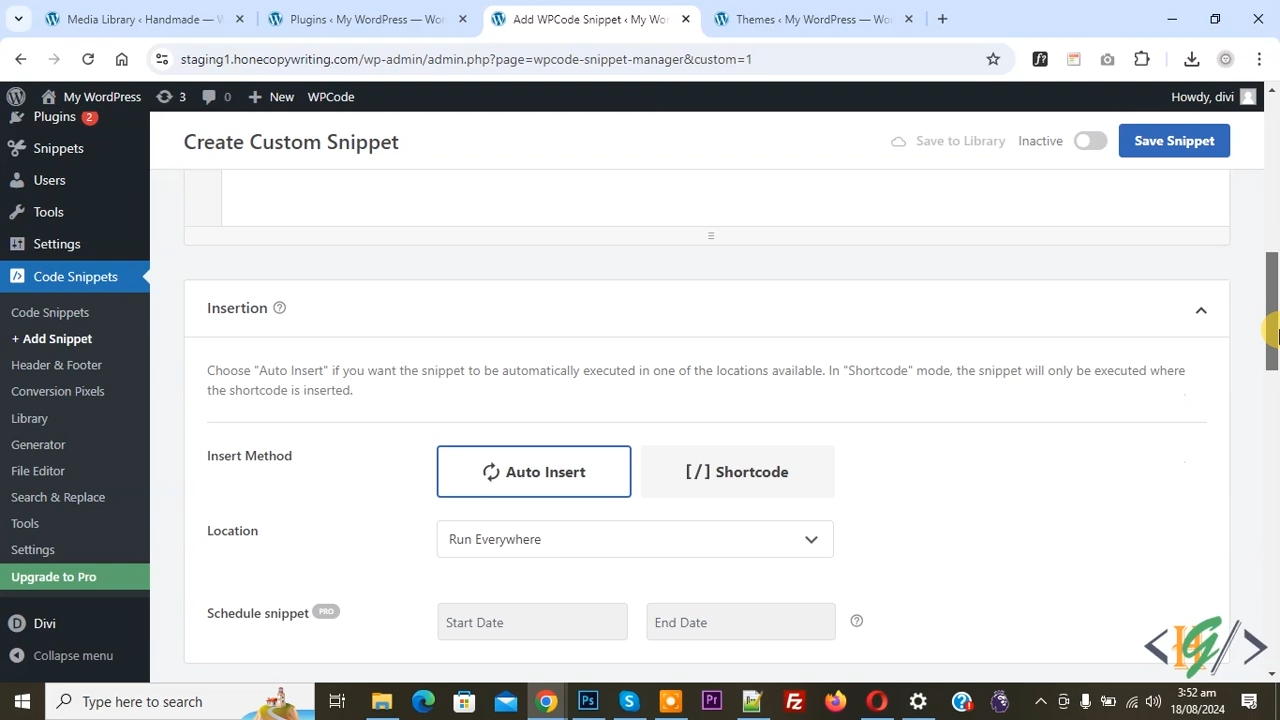 Media Library ‹ Handmade — W
Plugins ‹ My WordPress — Wor
Add WPCode Snippet ‹ My Wor
Themes ‹ My WordPress — Wo
staging1.honecopywriting.com/wp-admin/admin.php?page=wpcode-snippet-manager&custom=1
My WordPress
3
0
New
WPCode
Howdy, divi
Plugins 2
Snippets
Users
Tools
Settings
Code Snippets
Code Snippets
+ Add Snippet
Header & Footer
Conversion Pixels
Library
Generator
File Editor
Search & Replace
Tools
Settings
Upgrade to Pro
Divi
Collapse menu
Create Custom Snippet
Save to Library
Inactive
Save Snippet
Insertion
Choose "Auto Insert" if you want the snippet to be automatically executed in one of the locations available. In "Shortcode" mode, the snippet will only be executed where
the shortcode is inserted.
Insert Method
Auto Insert
[/] Shortcode
Location
Run Everywhere
Schedule snippet PRO
Start Date
End Date
Type here to search
3:52 am
18/08/2024